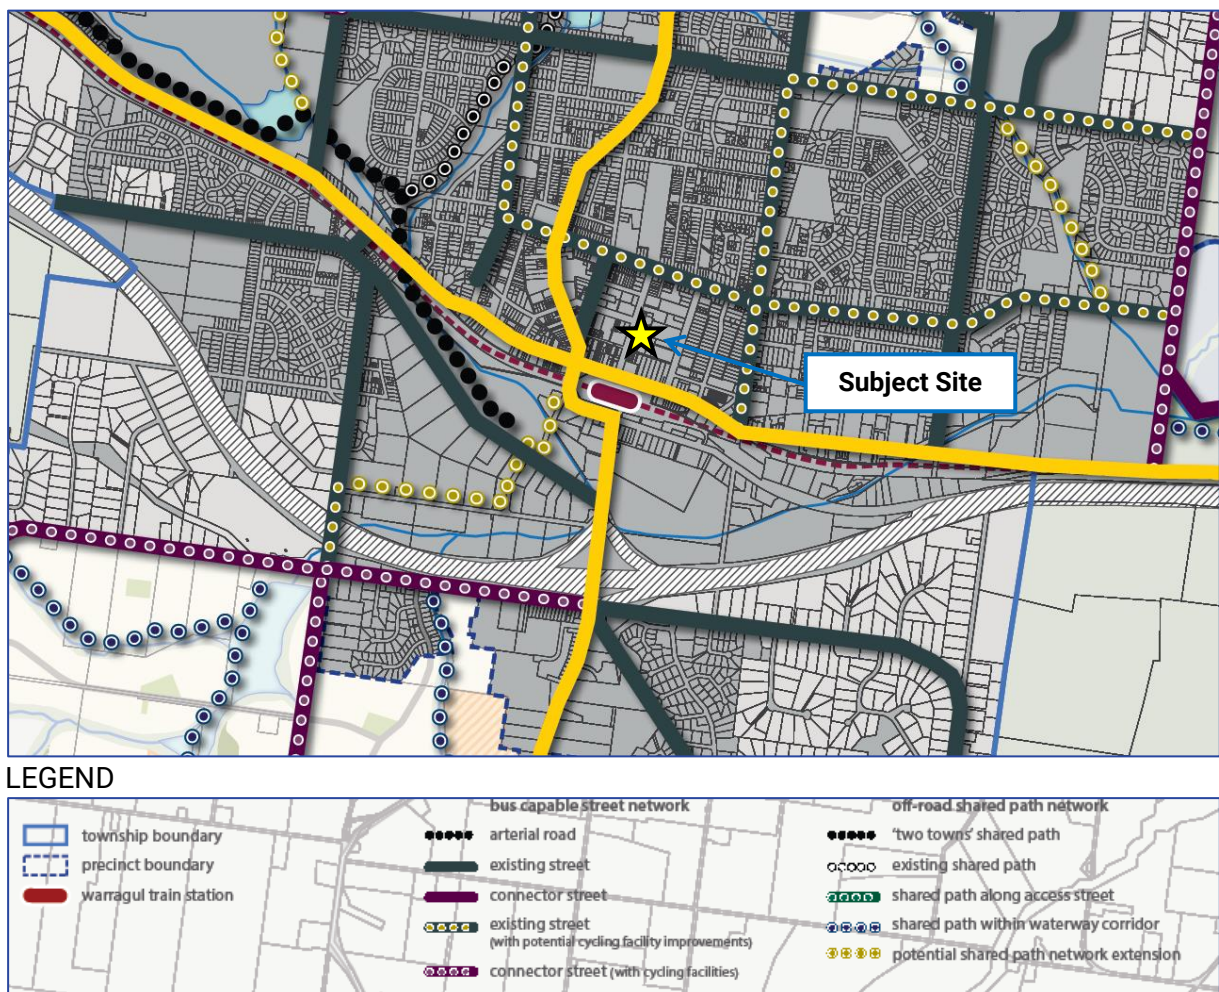 Subject Site
LEGEND
township boundary
precinct boundary
warragul train station
bus capable street network
arterial road
existing street
connector street
existing street
(with potential cycling facility improvements)
connector street (with cycling facilities)
off-road shared path network
'two towns' shared path
existing shared path
shared path along access street
shared path within waterway corridor
potential shared path network extension